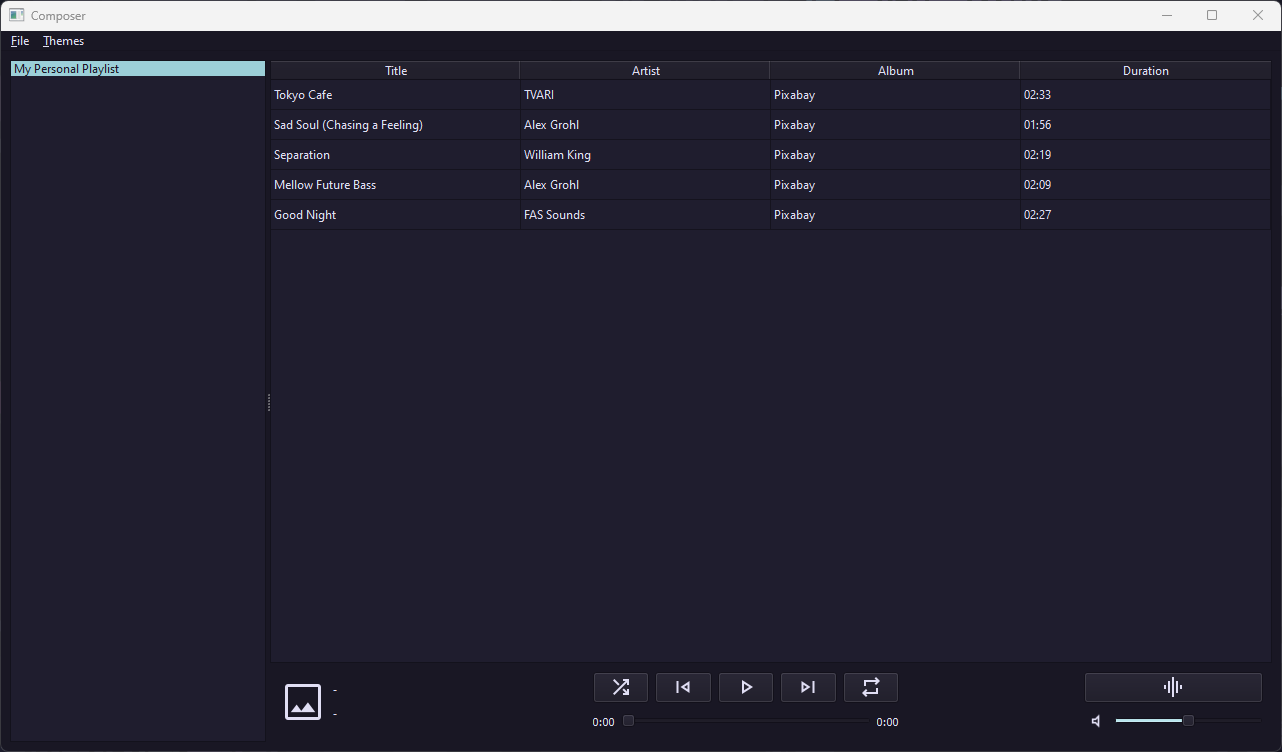 Composer
File Themes
My Personal Playlist
Title Artist Album Duration
Tokyo Cafe TVARI Pixabay 02:33
Sad Soul (Chasing a Feeling) Alex Grohl Pixabay 01:56
Separation William King Pixabay 02:19
Mellow Future Bass Alex Grohl Pixabay 02:09
Good Night FAS Sounds Pixabay 02:27
-
-
0:00 0:00